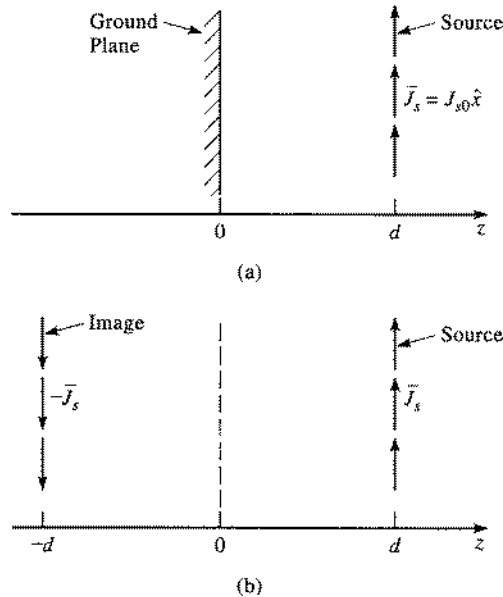 Ground
Plane
Source
J̅ₛ = Jₛ₀x̂
0
d
z
(a)
Image
Source
−J̅ₛ
J̅ₛ
−d
0
d
z
(b)